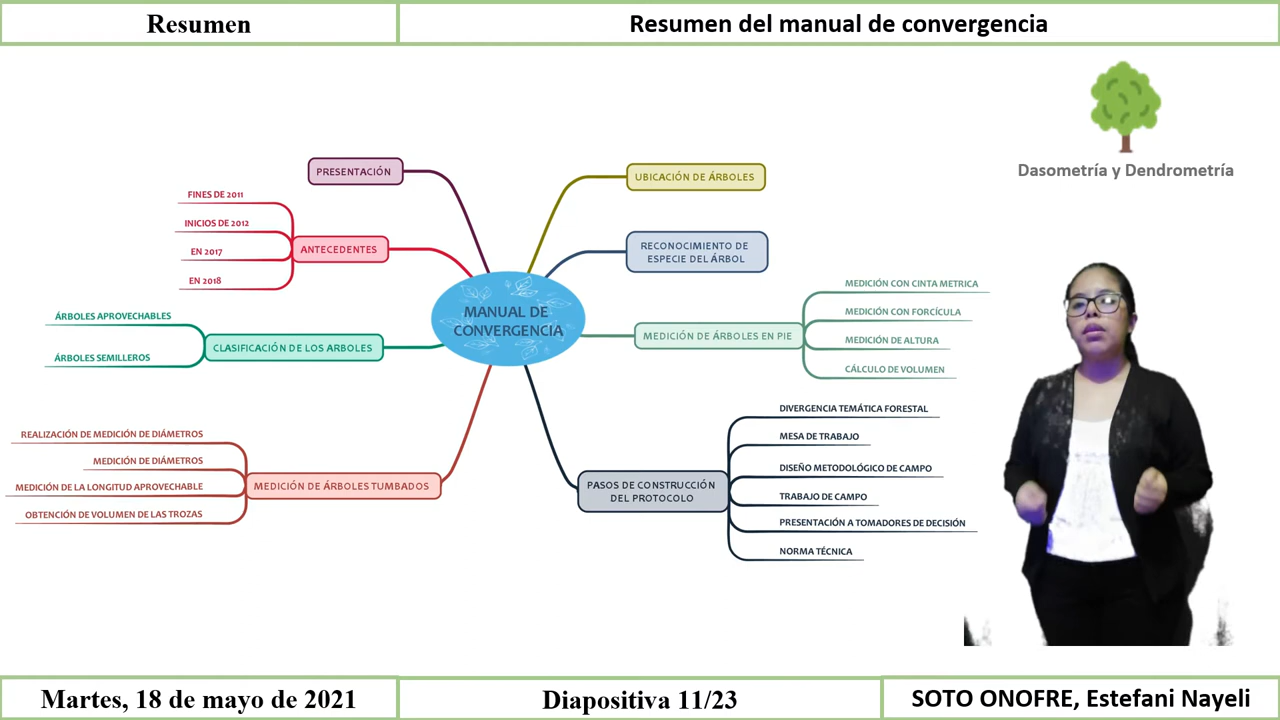 Resumen
Resumen del manual de convergencia
Dasometría y Dendrometría
PRESENTACIÓN
FINES DE 2011
INICIOS DE 2012
EN 2017
EN 2018
ANTECEDENTES
ÁRBOLES APROVECHABLES
ÁRBOLES SEMILLEROS
CLASIFICACIÓN DE LOS ARBOLES
REALIZACIÓN DE MEDICIÓN DE DIÁMETROS
MEDICIÓN DE DIÁMETROS
MEDICIÓN DE LA LONGITUD APROVECHABLE
OBTENCIÓN DE VOLUMEN DE LAS TROZAS
MEDICIÓN DE ÁRBOLES TUMBADOS
MANUAL DE
CONVERGENCIA
UBICACIÓN DE ÁRBOLES
RECONOCIMIENTO DE
ESPECIE DEL ÁRBOL
MEDICIÓN DE ÁRBOLES EN PIE
MEDICIÓN CON CINTA METRICA
MEDICIÓN CON FORCÍCULA
MEDICIÓN DE ALTURA
CÁLCULO DE VOLUMEN
PASOS DE CONSTRUCCIÓN
DEL PROTOCOLO
DIVERGENCIA TEMÁTICA FORESTAL
MESA DE TRABAJO
DISEÑO METODOLÓGICO DE CAMPO
TRABAJO DE CAMPO
PRESENTACIÓN A TOMADORES DE DECISIÓN
NORMA TÉCNICA
Martes, 18 de mayo de 2021
Diapositiva 11/23
SOTO ONOFRE, Estefani Nayeli